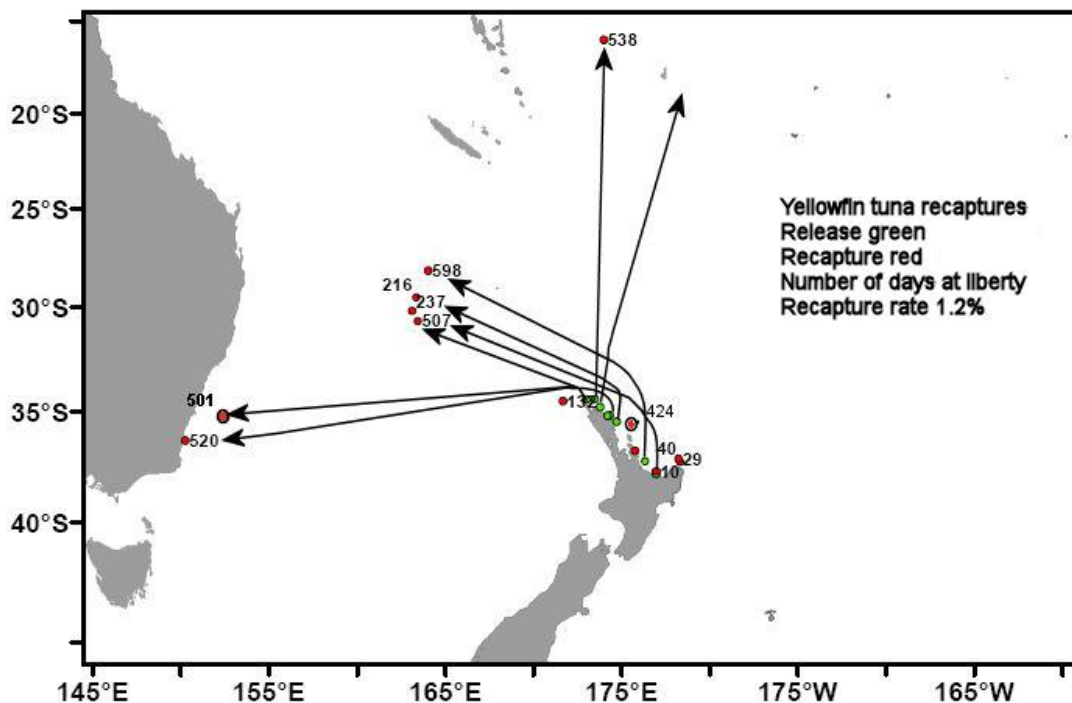 538
20°S
25°S
Yellowfin tuna recaptures
Release green
Recapture red
Number of days at liberty
Recapture rate 1.2%
598
216
237
30°S
507
501
35°S
424
520
40
29
10
40°S
145°E 155°E 165°E 175°E 175°W 165°W